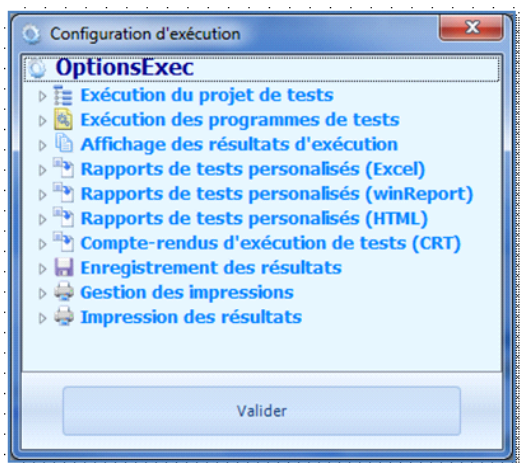 Configuration d'exécution
OptionsExec
Exécution du projet de tests
Exécution des programmes de tests
Affichage des résultats d'exécution
Rapports de tests personalisés (Excel)
Rapports de tests personalisés (winReport)
Rapports de tests personalisés (HTML)
Compte-rendus d'exécution de tests (CRT)
Enregistrement des résultats
Gestion des impressions
Impression des résultats
Valider